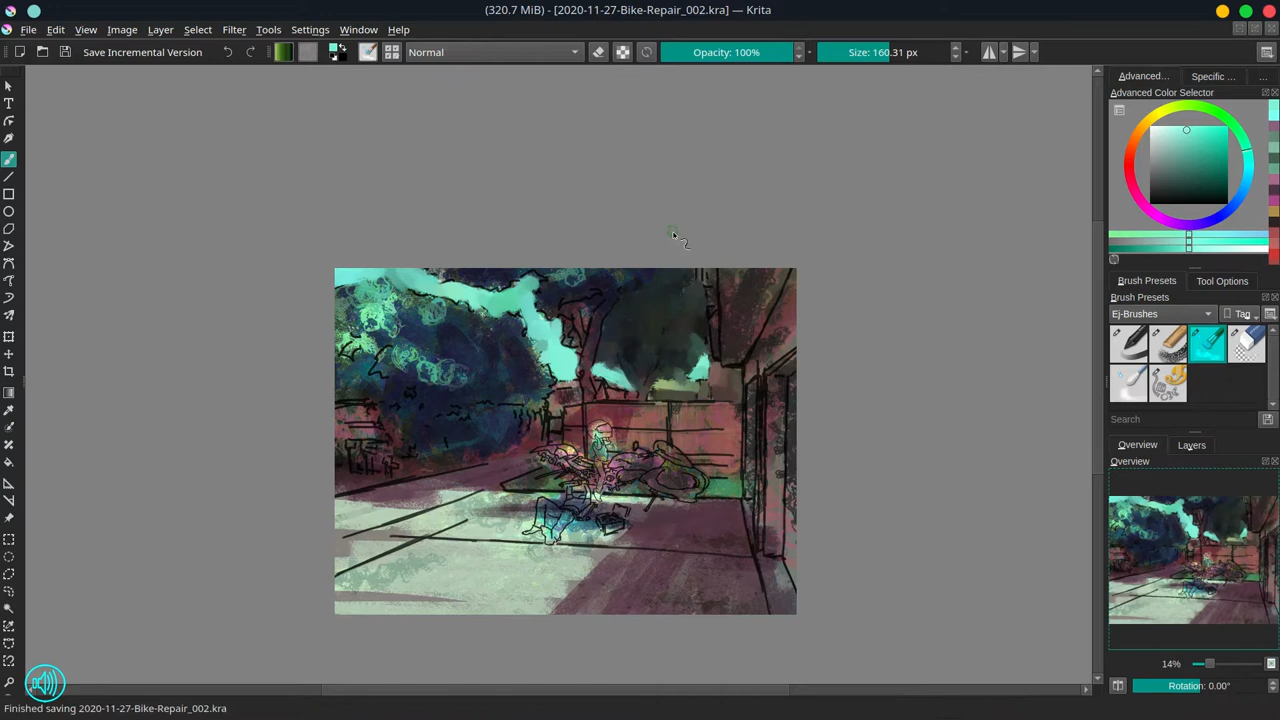 (320.7 MiB) - [2020-11-27-Bike-Repair_002.kra] — Krita
File Edit View Image Layer Select Filter Tools Settings Window Help
Save Incremental Version Normal Opacity: 100% Size: 160.31 px
Advanced... Specific ... ...
Advanced Color Selector
Brush Presets Tool Options
Brush Presets
Ej-Brushes Tag
Search
Overview Layers
Overview
14%
Rotation: 0.00°
Finished saving 2020-11-27-Bike-Repair_002.kra